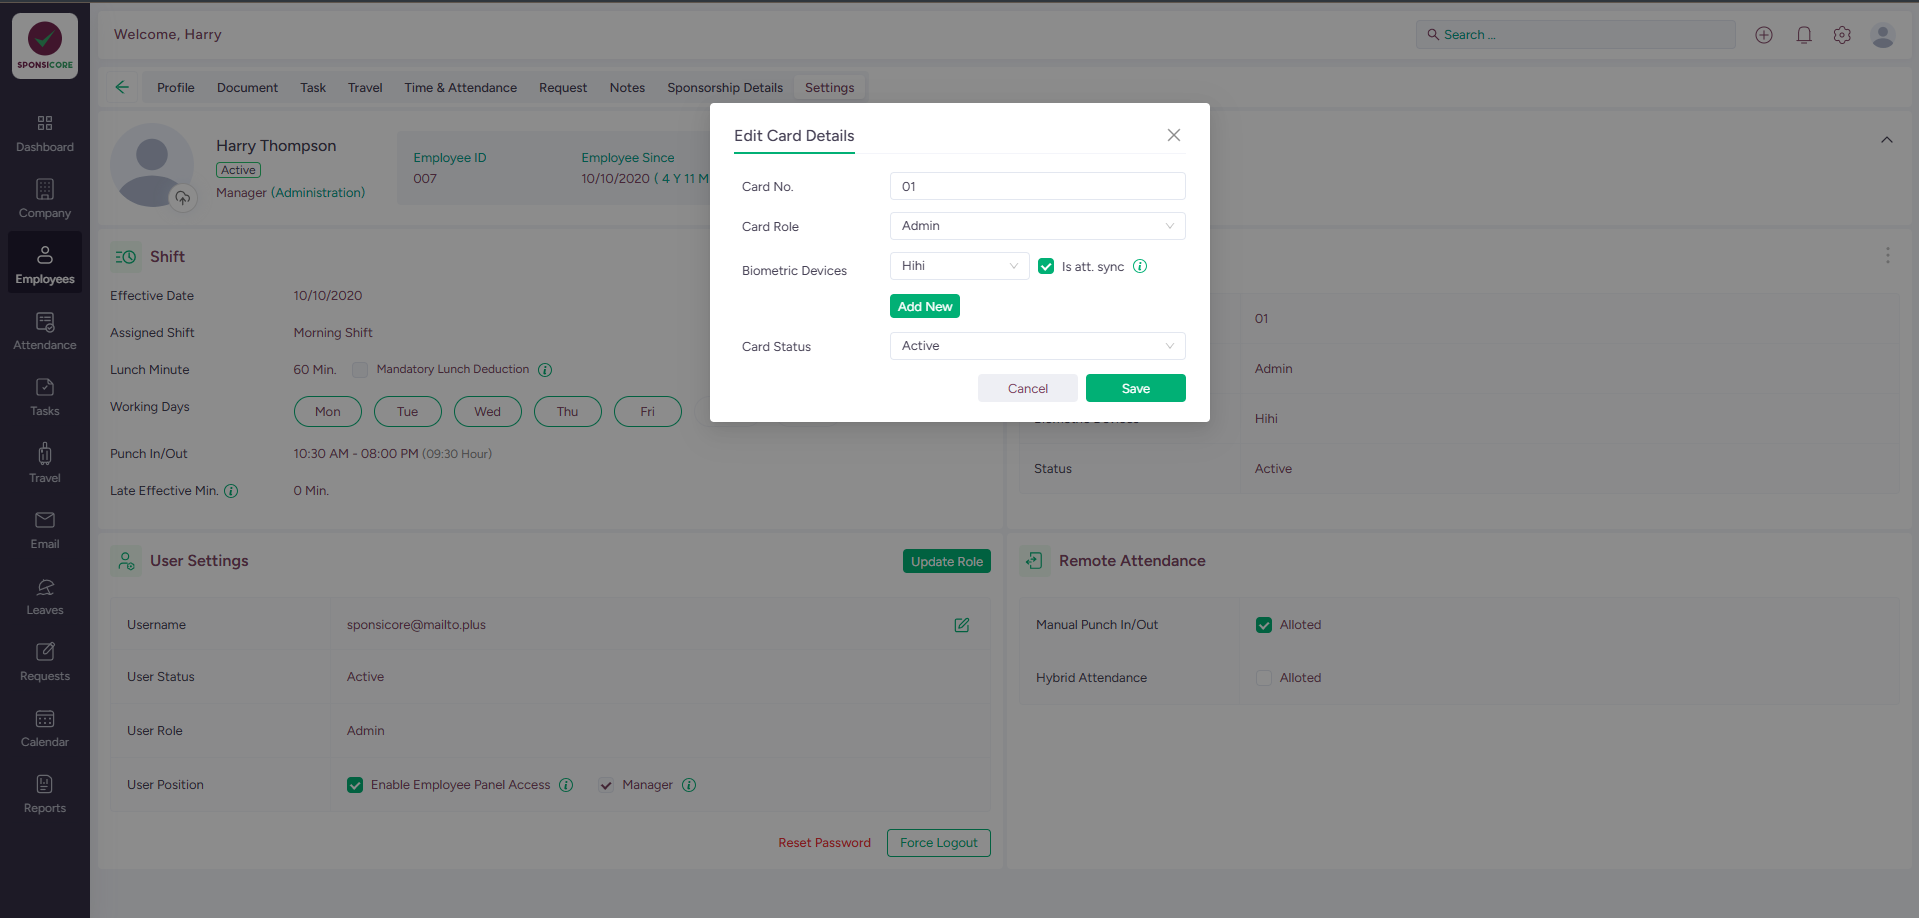 SPONSICORE
Welcome, Harry
Search ...
Profile Document Task Travel Time & Attendance Request Notes Sponsorship Details Settings
Dashboard
Company
Employees
Attendance
Tasks
Travel
Email
Leaves
Requests
Calendar
Reports
Harry Thompson
Active
Manager (Administration)
Employee ID
007
Employee Since
10/10/2020 ( 4 Y 11 M
Edit Card Details
Card No. 01
Card Role Admin
Biometric Devices Hihi Is att. sync
Add New
Card Status Active
Cancel Save
Shift
Effective Date 10/10/2020
Assigned Shift Morning Shift
Lunch Minute 60 Min. Mandatory Lunch Deduction
Working Days Mon Tue Wed Thu Fri
Punch In/Out 10:30 AM - 08:00 PM (09:30 Hour)
Late Effective Min. 0 Min.
01
Admin
Biometric Devices Hihi
Status Active
User Settings Update Role
Username sponsicore@mailto.plus
User Status Active
User Role Admin
User Position Enable Employee Panel Access Manager
Reset Password Force Logout
Remote Attendance
Manual Punch In/Out Alloted
Hybrid Attendance Alloted